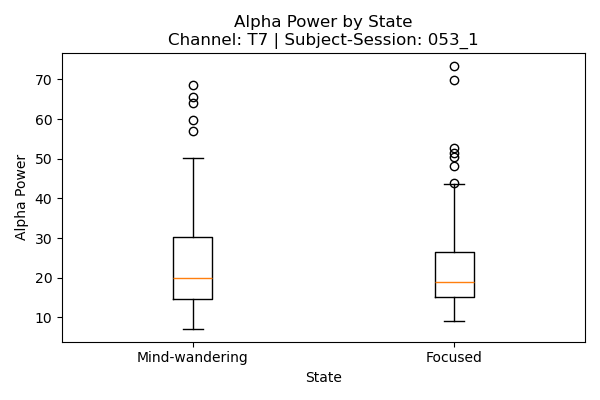 Alpha Power by State
Channel: T7 | Subject-Session: 053_1
Alpha Power
70
60
50
40
30
20
10
Mind-wandering
Focused
State